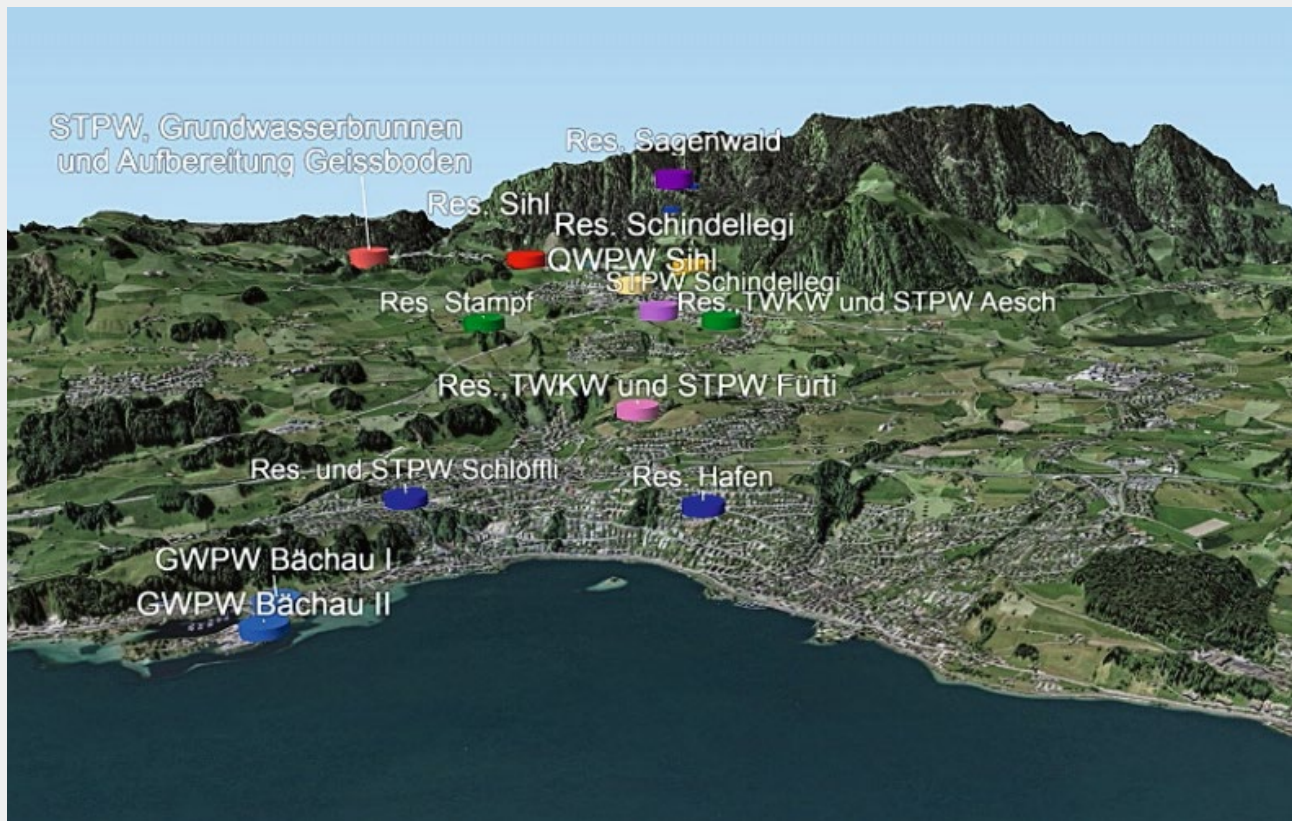 STPW, Grundwasserbrunnen
und Aufbereitung Geissboden
Res. Sagenwald
Res. Sihl
Res. Schindellegi
QWPW Sihl
STPW Schindellegi
Res. Stampf
Res.,TWKW und STPW Aesch
Res.,TWKW und STPW Fürti
Res. und STPW Schlöffli
Res. Hafen
GWPW Bächau I
GWPW Bächau II